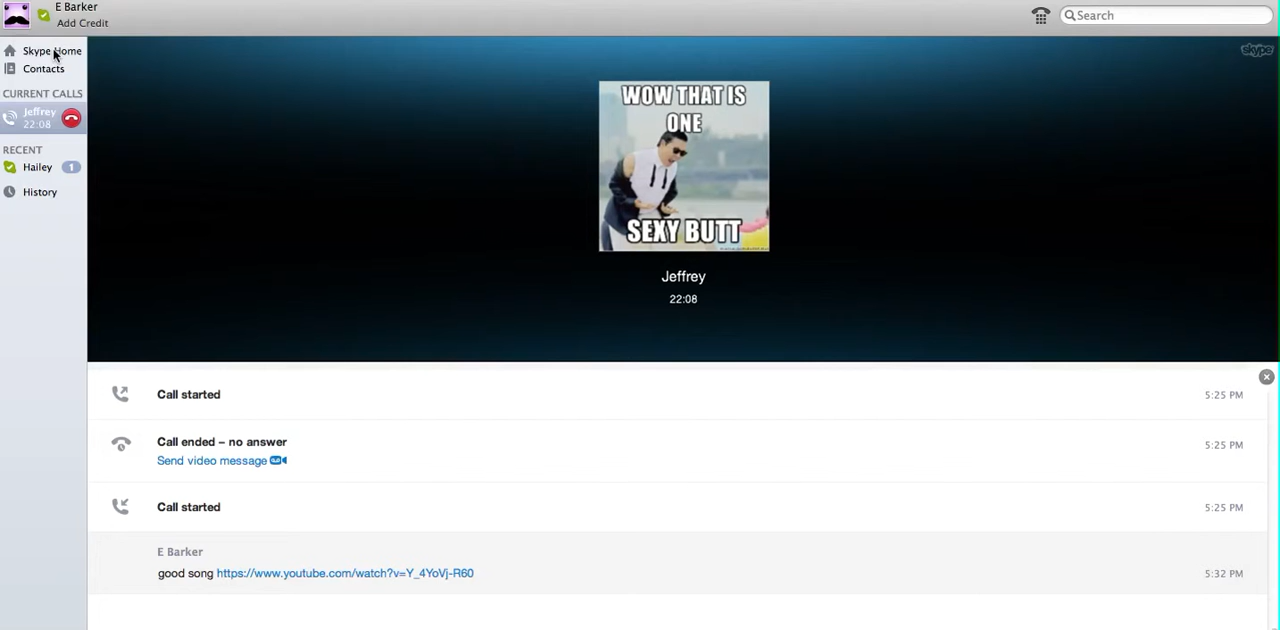 E Barker
Add Credit
Search
Skype Home
Contacts
CURRENT CALLS
Jeffrey
22:08
RECENT
Hailey 1
History
skype
WOW THAT IS
ONE
SEXY BUTT
Jeffrey
22:08
Call started 5:25 PM
Call ended – no answer 5:25 PM
Send video message
Call started 5:25 PM
E Barker
good song https://www.youtube.com/watch?v=Y_4YoVj-R60 5:32 PM